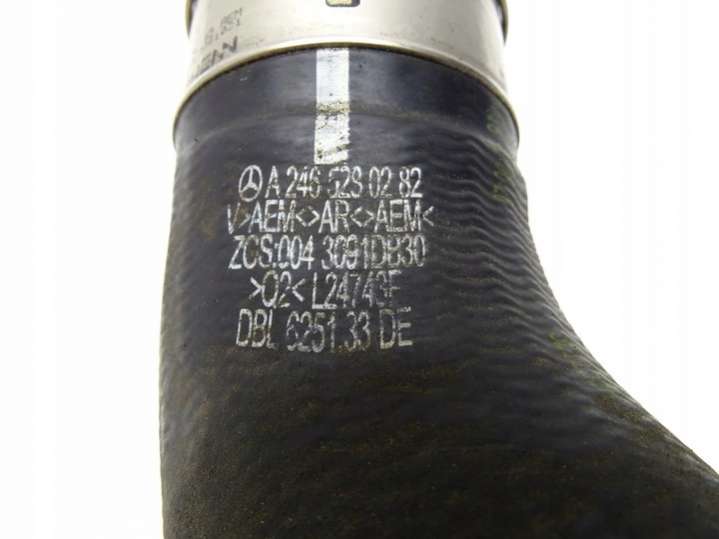 A 246 528 02 82
V>AEM<>AR<>AEM<
ZCS:004 3091DB30
>Q2< L24743F
DBL 6251.33 DE